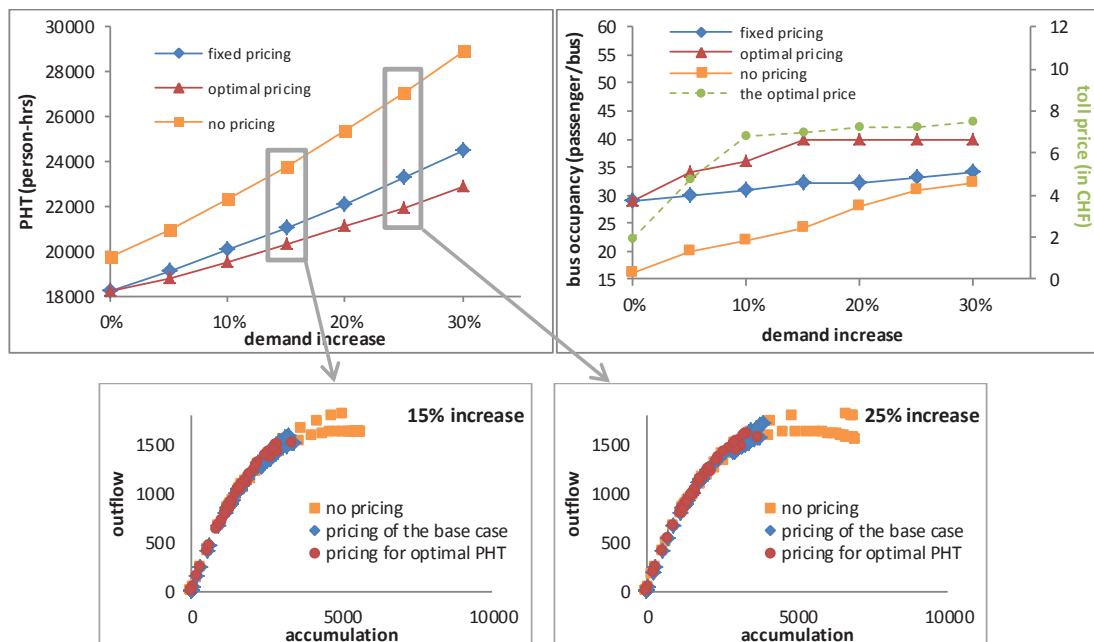 30000
28000
26000
24000
22000
20000
18000
PHT (person-hrs)
fixed pricing
optimal pricing
no pricing
0%
10%
20%
30%
demand increase
60
55
50
45
40
35
30
25
20
15
bus occupancy (passenger/bus)
fixed pricing
optimal pricing
no pricing
the optimal price
12
10
8
6
4
2
0
toll price (in CHF)
0%
10%
20%
30%
demand increase
15% increase
1500
1000
500
0
outflow
no pricing
pricing of the base case
pricing for optimal PHT
0
5000
10000
accumulation
25% increase
1500
1000
500
0
outflow
no pricing
pricing of the base case
pricing for optimal PHT
0
5000
10000
accumulation